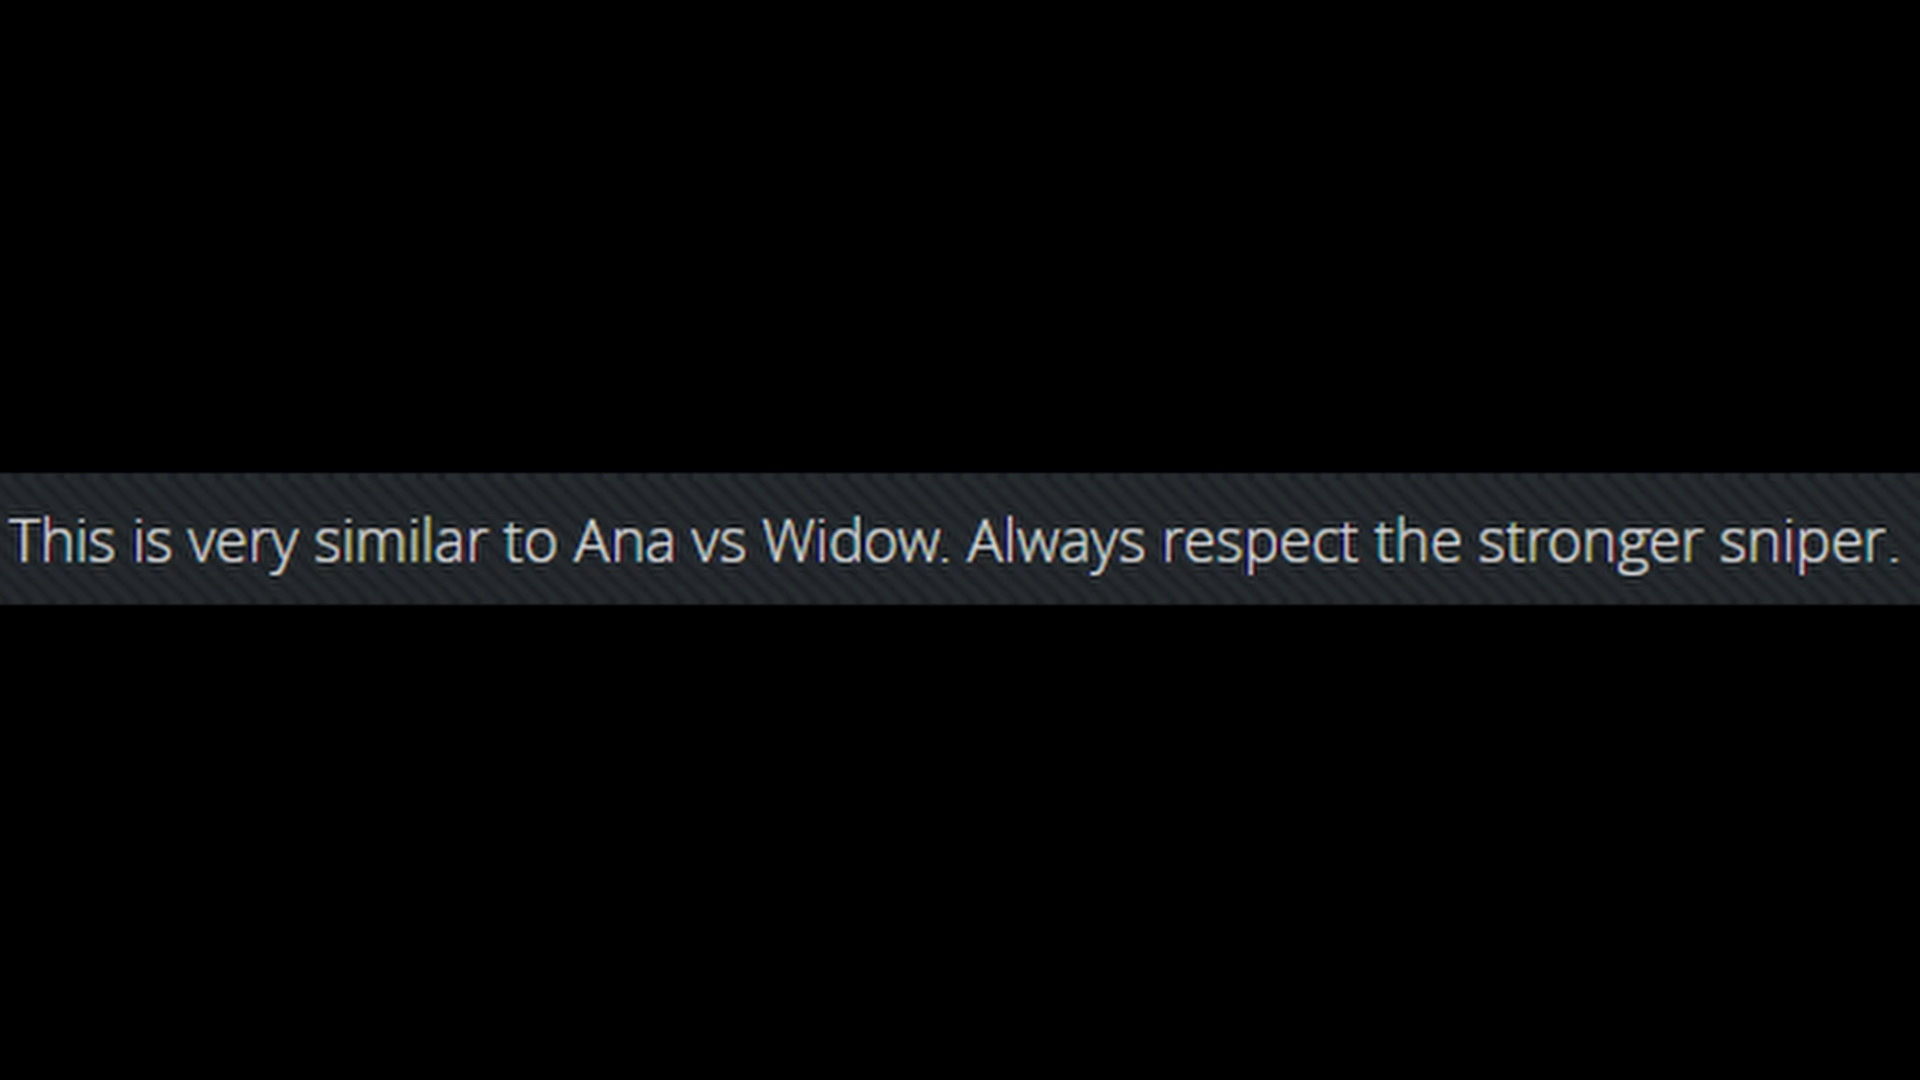 This is very similar to Ana vs Widow. Always respect the stronger sniper.